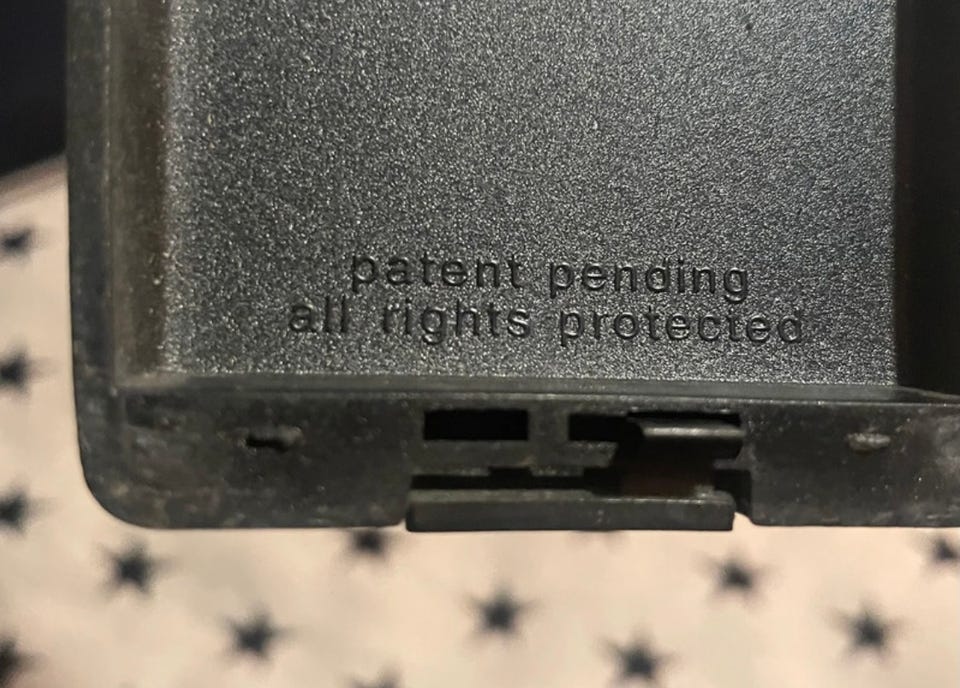 patent pending
all rights protected